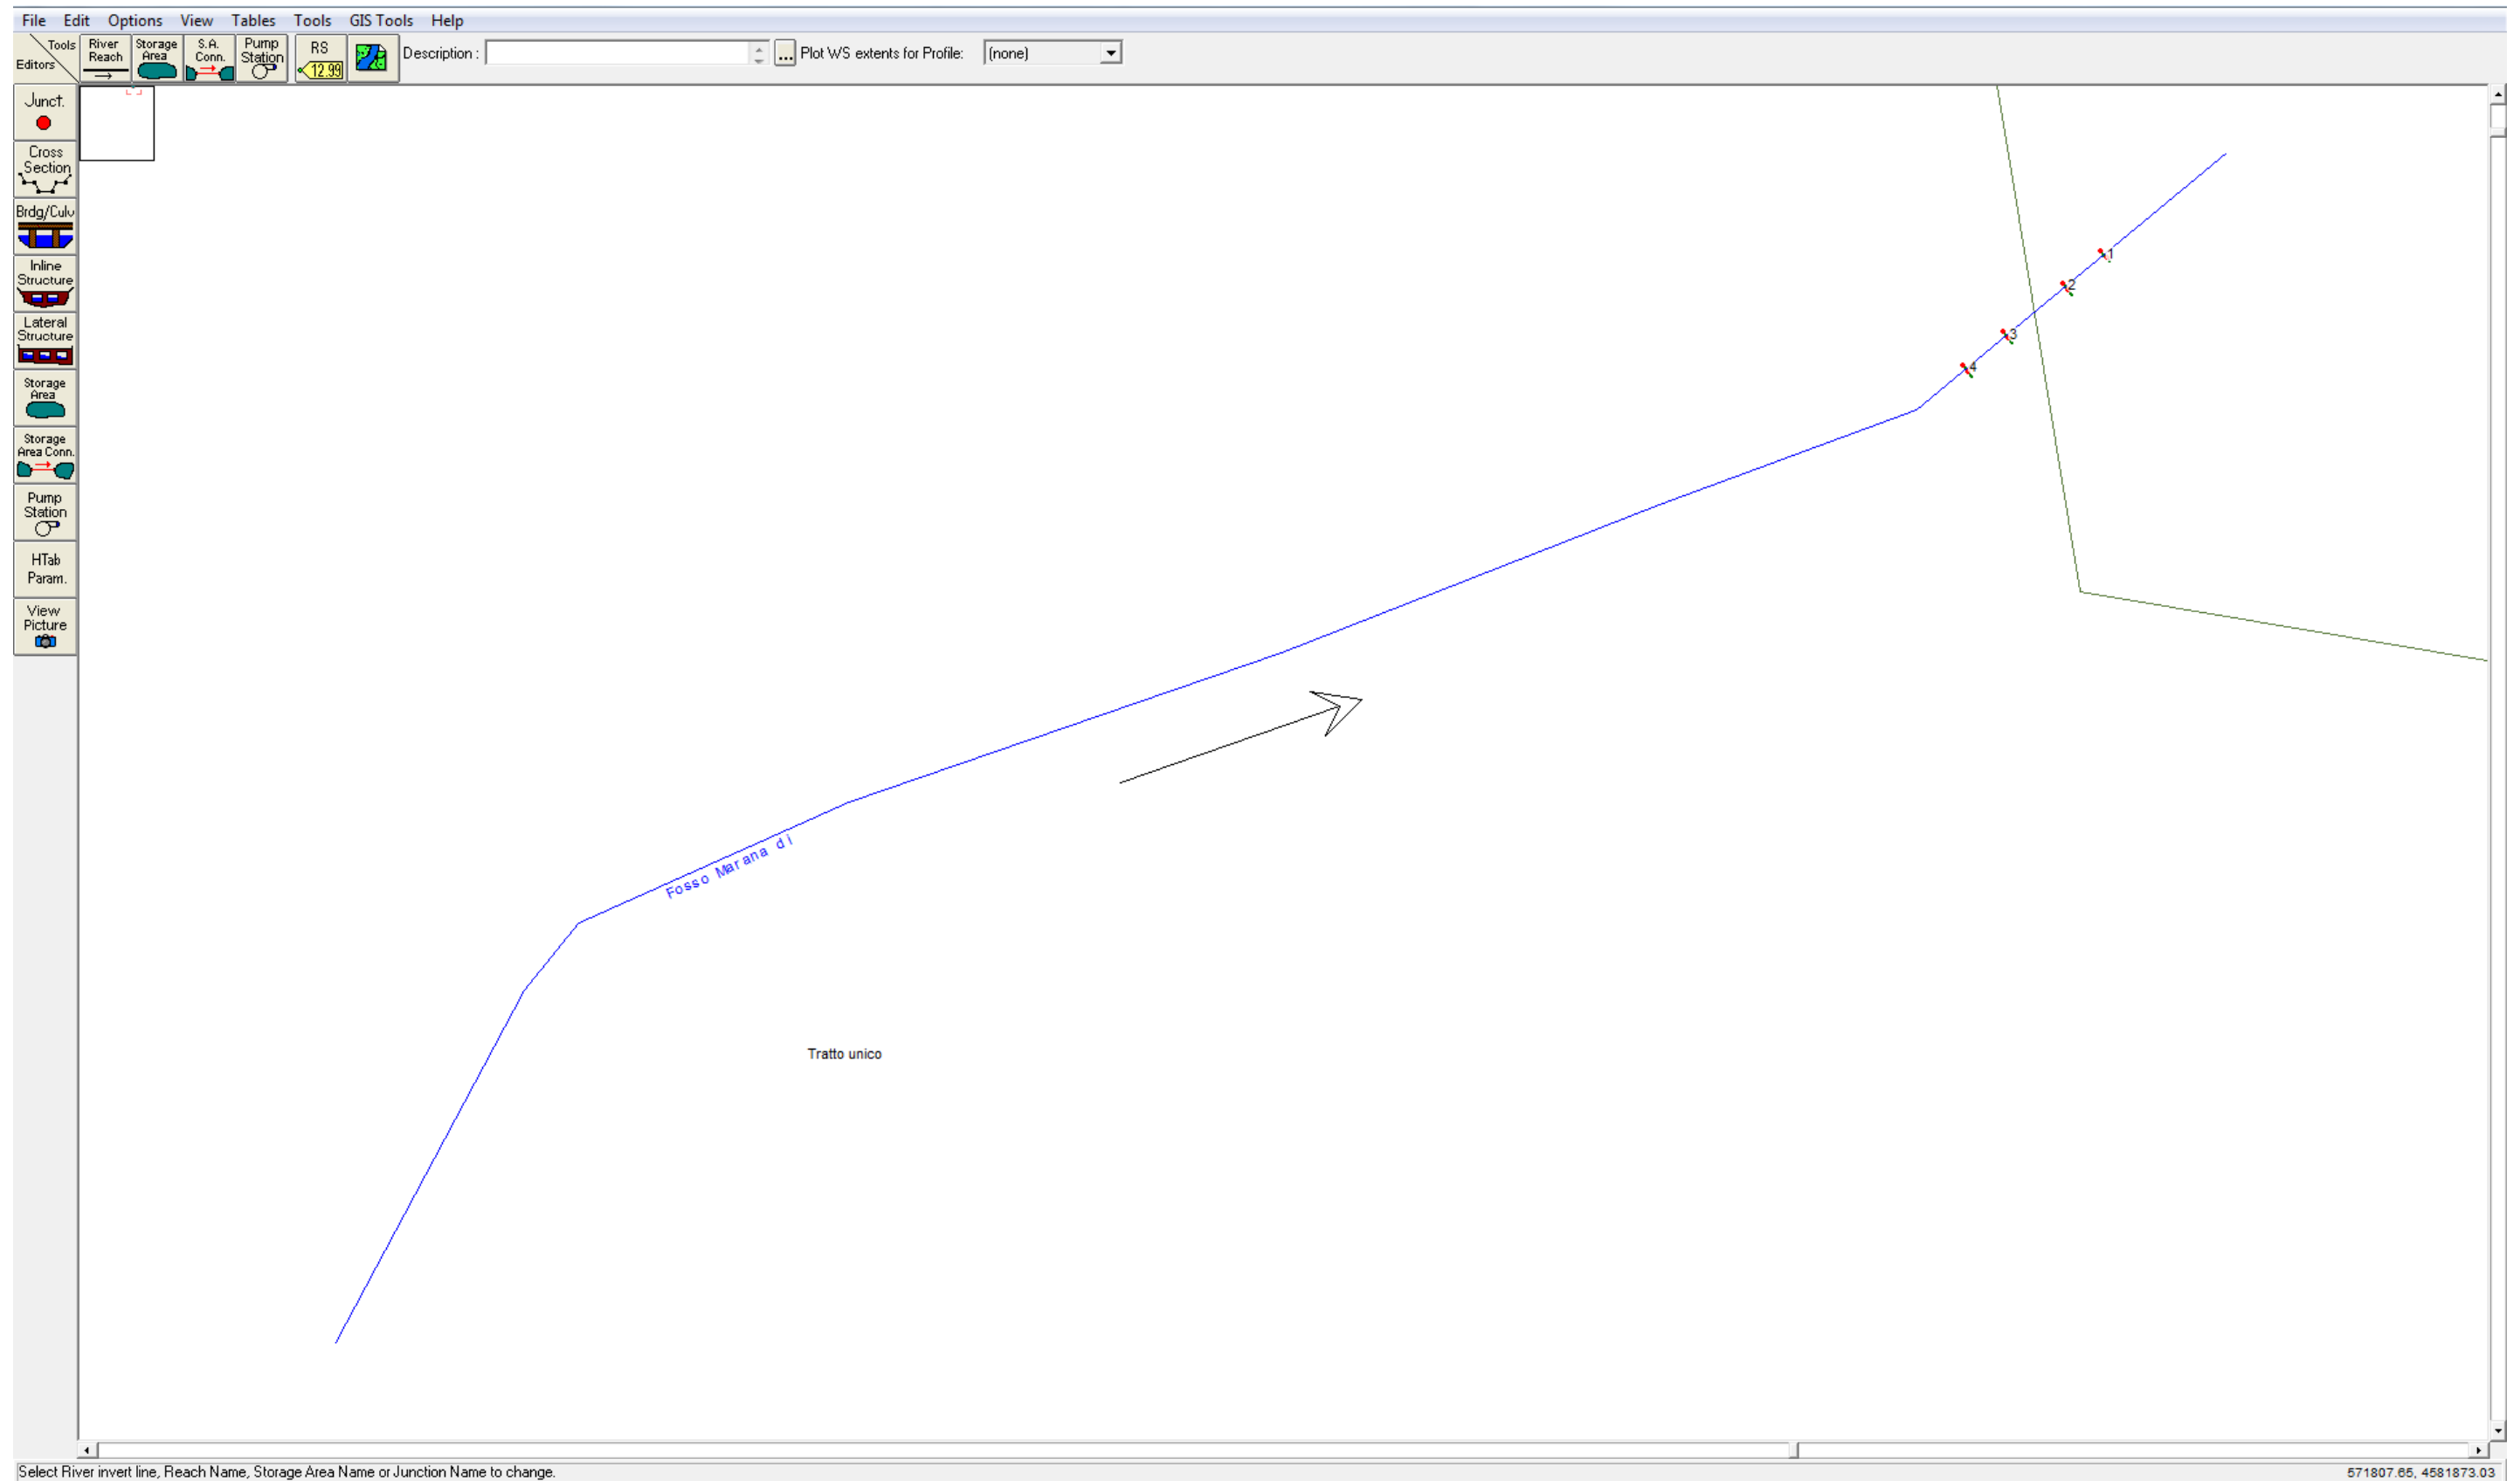 File Edit Options View Tables Tools GIS Tools Help
Tools
Editors
River Reach
Storage Area
S.A. Conn.
Pump Station
RS
12.99
Description :
...
Plot WS extents for Profile:
(none)
Junct.
Cross
Section
Brdg/Culv
Inline
Structure
Lateral
Structure
Storage
Area
Storage
Area Conn.
Pump
Station
HTab
Param.
View
Picture
1
2
3
4
Fosso Marana di
Tratto unico
Select River invert line, Reach Name, Storage Area Name or Junction Name to change.
571807.65, 4581873.03